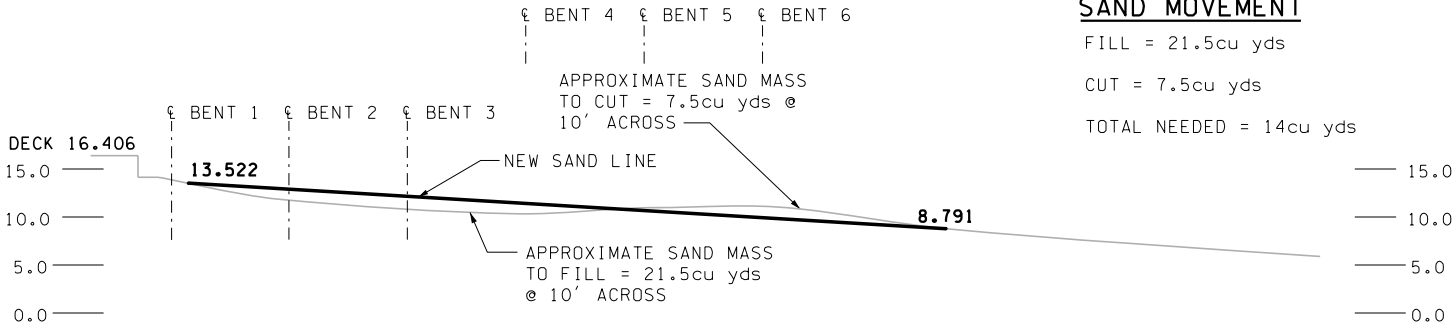 ℄ BENT 4
℄ BENT 5
℄ BENT 6
SAND MOVEMENT
FILL = 21.5cu yds
CUT = 7.5cu yds
TOTAL NEEDED = 14cu yds
APPROXIMATE SAND MASS
TO CUT = 7.5cu yds @
10' ACROSS
℄ BENT 1
℄ BENT 2
℄ BENT 3
DECK 16.406
13.522
NEW SAND LINE
15.0
15.0
10.0
8.791
10.0
APPROXIMATE SAND MASS
TO FILL = 21.5cu yds
@ 10' ACROSS
5.0
5.0
0.0
0.0